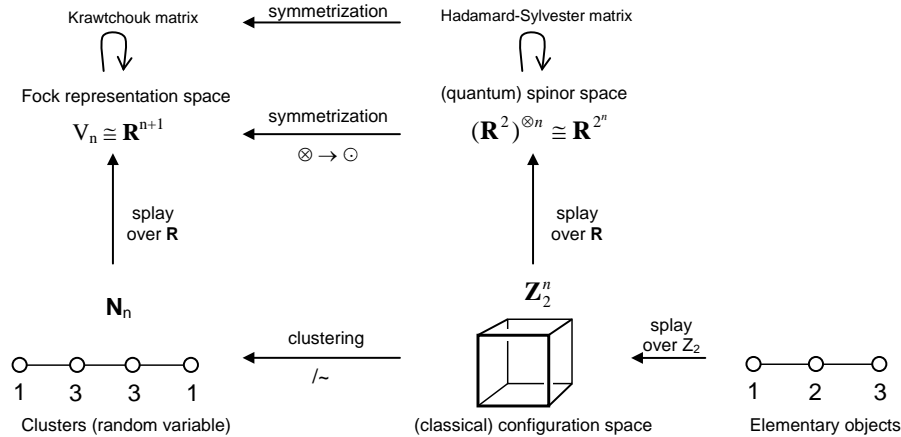 Krawtchouk matrix
symmetrization
Hadamard-Sylvester matrix
Fock representation space
(quantum) spinor space
symmetrization
Vₙ ≅ 𝐑ⁿ⁺¹
(𝐑²)^{⊗n} ≅ 𝐑^{2ⁿ}
⊗ → ⊙
splay
over R
splay
over R
Nₙ
Z₂ⁿ
clustering
/~
splay
over Z₂
1 3 3 1
1 2 3
Clusters (random variable)
(classical) configuration space
Elementary objects